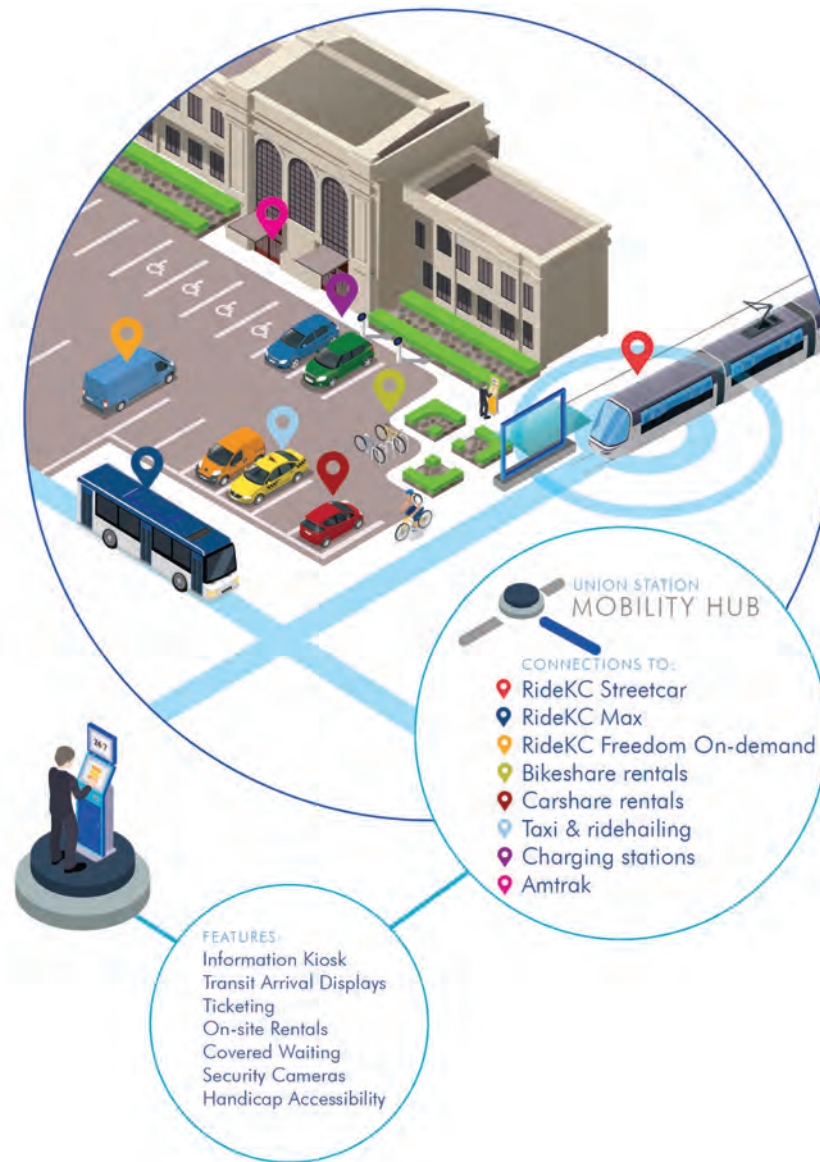 UNION STATION
MOBILITY HUB
CONNECTIONS TO:
RideKC Streetcar
RideKC Max
RideKC Freedom On-demand
Bikeshare rentals
Carshare rentals
Taxi & ridehailing
Charging stations
Amtrak
24-7
FEATURES:
Information Kiosk
Transit Arrival Displays
Ticketing
On-site Rentals
Covered Waiting
Security Cameras
Handicap Accessibility